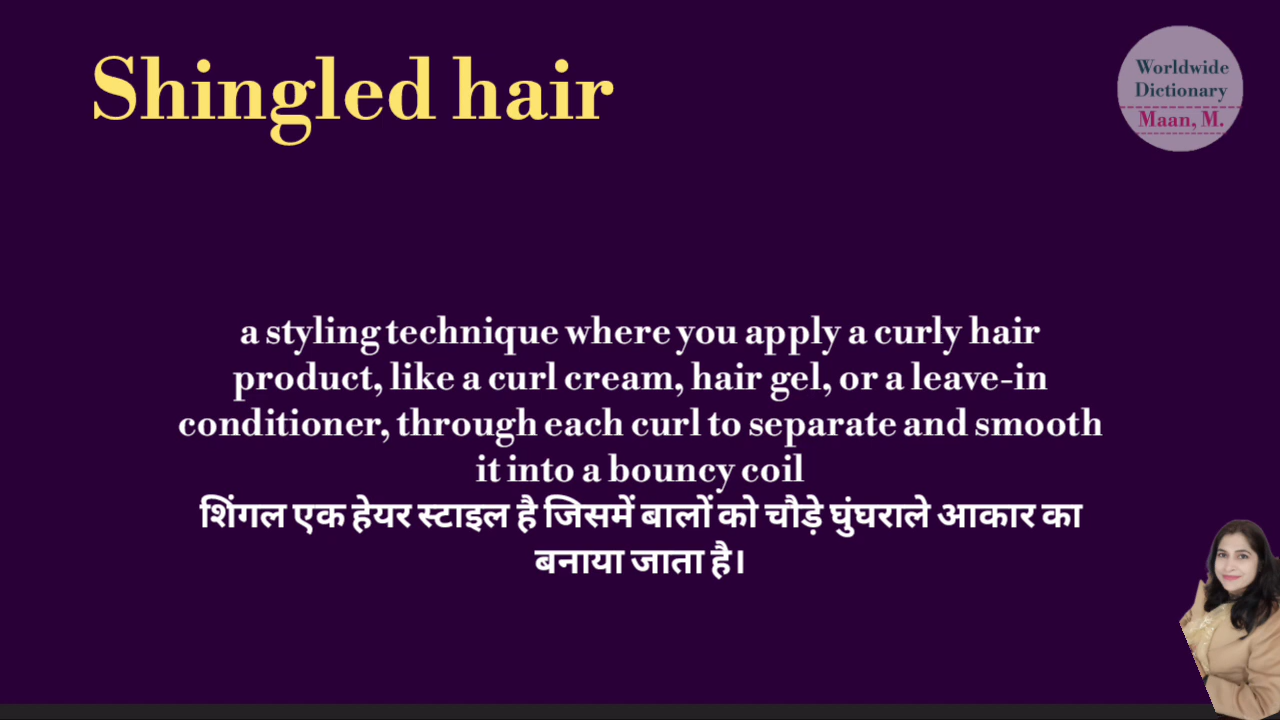 Shingled hair
Worldwide
Dictionary
Maan, M.
a styling technique where you apply a curly hair
product, like a curl cream, hair gel, or a leave-in
conditioner, through each curl to separate and smooth
it into a bouncy coil
शिंगल एक हेयर स्टाइल है जिसमें बालों को चौड़े घुंघराले आकार का
बनाया जाता है।